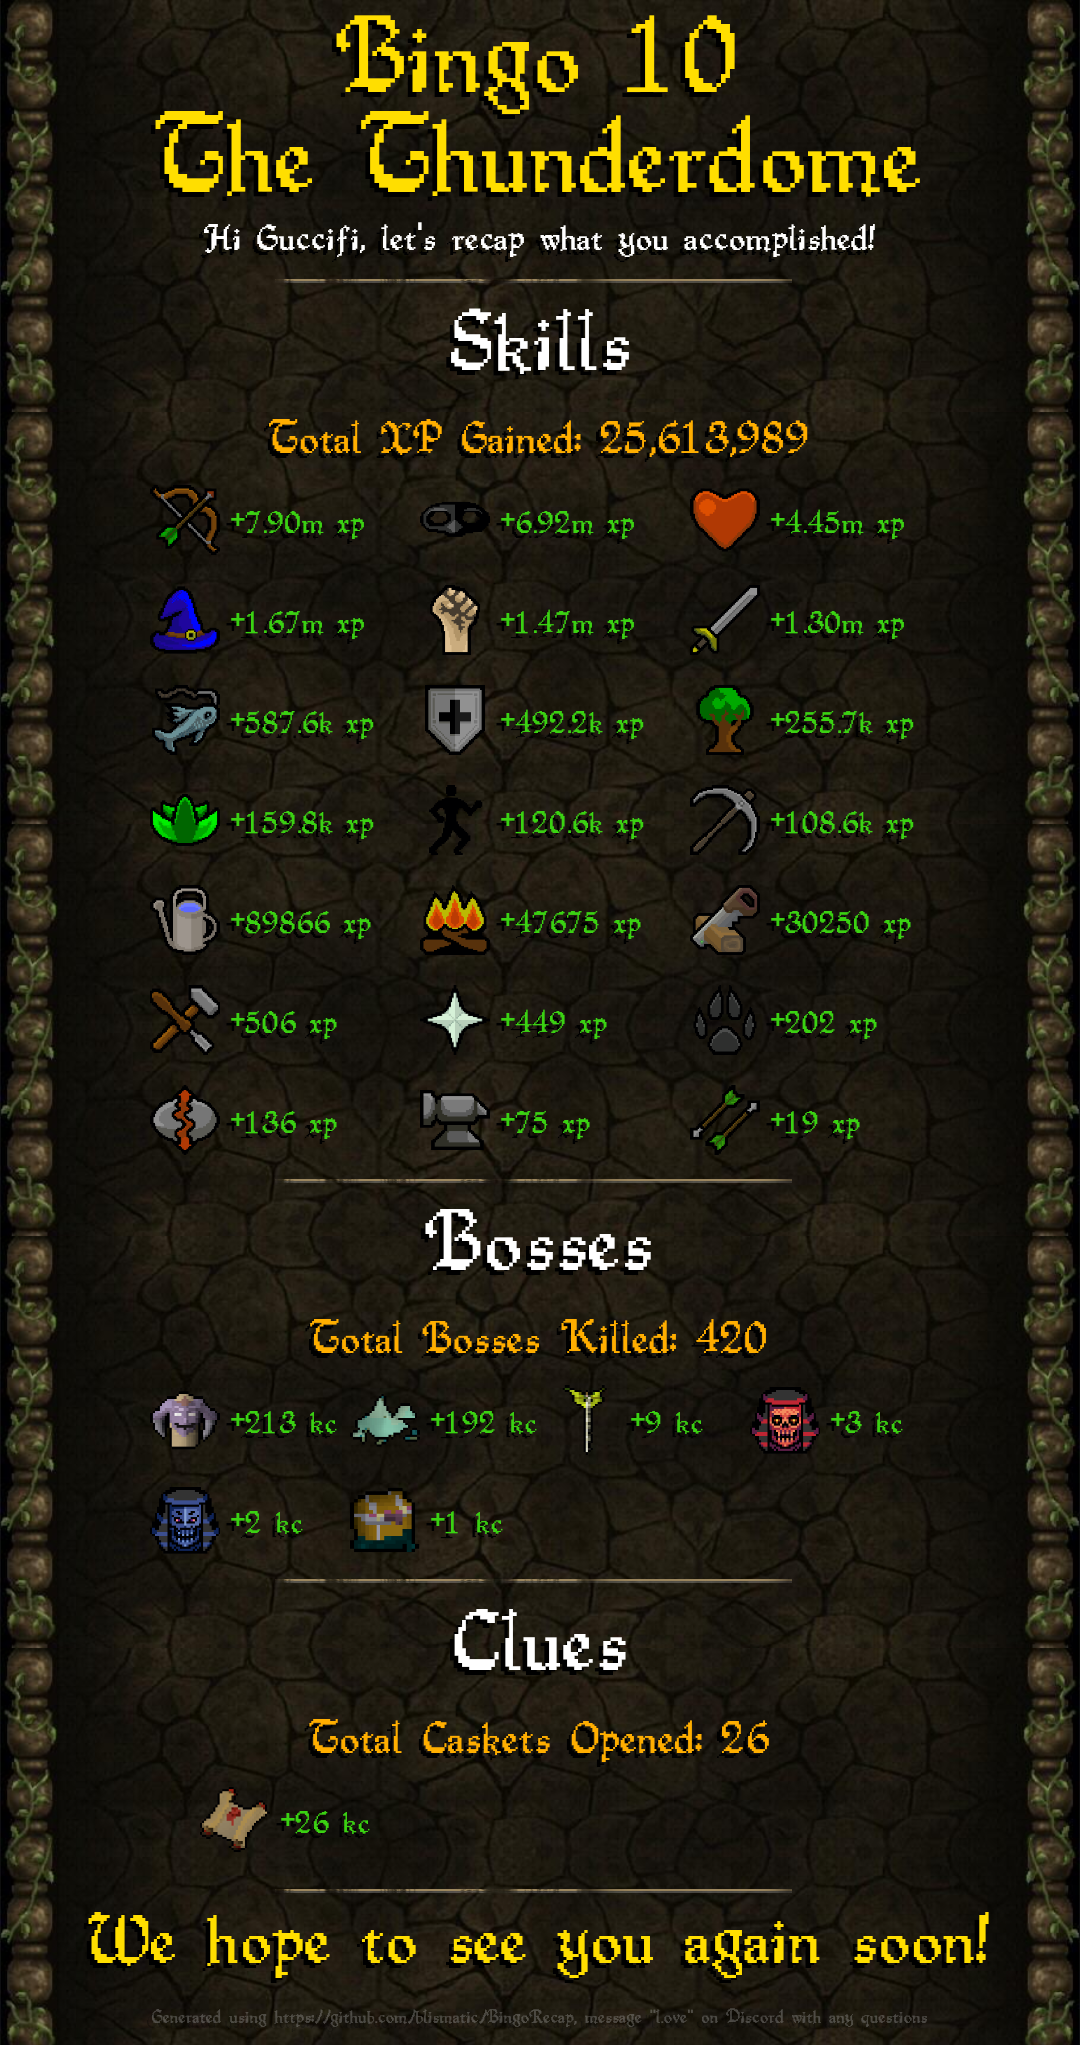 Bingo 10
The Thunderdome
Hi Guccifi, let's recap what you accomplished!
Skills
Total XP Gained: 25,613,989
+7.90m xp +6.92m xp +4.45m xp
+1.67m xp +1.47m xp +1.30m xp
+587.6k xp +492.2k xp +255.7k xp
+159.8k xp +120.6k xp +108.6k xp
+89866 xp +47675 xp +30250 xp
+506 xp +449 xp +202 xp
+136 xp +75 xp +19 xp
Bosses
Total Bosses Killed: 420
+213 kc +192 kc +9 kc +3 kc
+2 kc +1 kc
Clues
Total Caskets Opened: 26
+26 kc
We hope to see you again soon!
Generated using https://github.com/blismatic/BingoRecap, message "love" on Discord with any questions